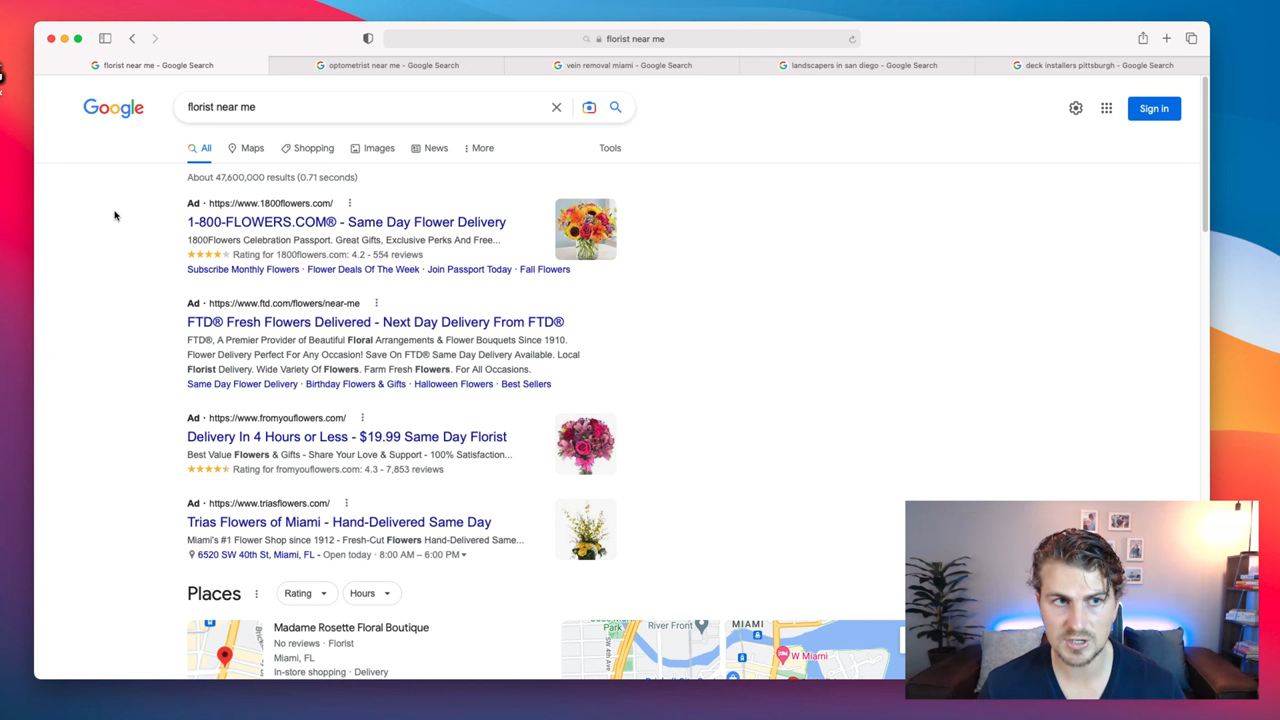 florist near me
florist near me - Google Search
optometrist near me - Google Search
vein removal miami - Google Search
landscapers in san diego - Google Search
deck installers pittsburgh - Google Search
Google
florist near me
Sign in
All
Maps
Shopping
Images
News
More
Tools
About 47,600,000 results (0.71 seconds)
Ad · https://www.1800flowers.com/
1-800-FLOWERS.COM® - Same Day Flower Delivery
1800Flowers Celebration Passport. Great Gifts, Exclusive Perks And Free...
Rating for 1800flowers.com: 4.2 - 554 reviews
Subscribe Monthly Flowers · Flower Deals Of The Week · Join Passport Today · Fall Flowers
Ad · https://www.ftd.com/flowers/near-me
FTD® Fresh Flowers Delivered - Next Day Delivery From FTD®
FTD®, A Premier Provider of Beautiful Floral Arrangements & Flower Bouquets Since 1910.
Flower Delivery Perfect For Any Occasion! Save On FTD® Same Day Delivery Available. Local
Florist Delivery. Wide Variety Of Flowers. Farm Fresh Flowers. For All Occasions.
Same Day Flower Delivery · Birthday Flowers & Gifts · Halloween Flowers · Best Sellers
Ad · https://www.fromyouflowers.com/
Delivery In 4 Hours or Less - $19.99 Same Day Florist
Best Value Flowers & Gifts - Share Your Love & Support - 100% Satisfaction...
Rating for fromyouflowers.com: 4.3 - 7,853 reviews
Ad · https://www.triasflowers.com/
Trias Flowers of Miami - Hand-Delivered Same Day
Miami's #1 Flower Shop since 1912 - Fresh-Cut Flowers Hand-Delivered Same...
6520 SW 40th St, Miami, FL - Open today · 8:00 AM – 6:00 PM
Places
Rating
Hours
Madame Rosette Floral Boutique
No reviews · Florist
Miami, FL
In-store shopping · Delivery
Park
River Front
MIAMI
W Miami